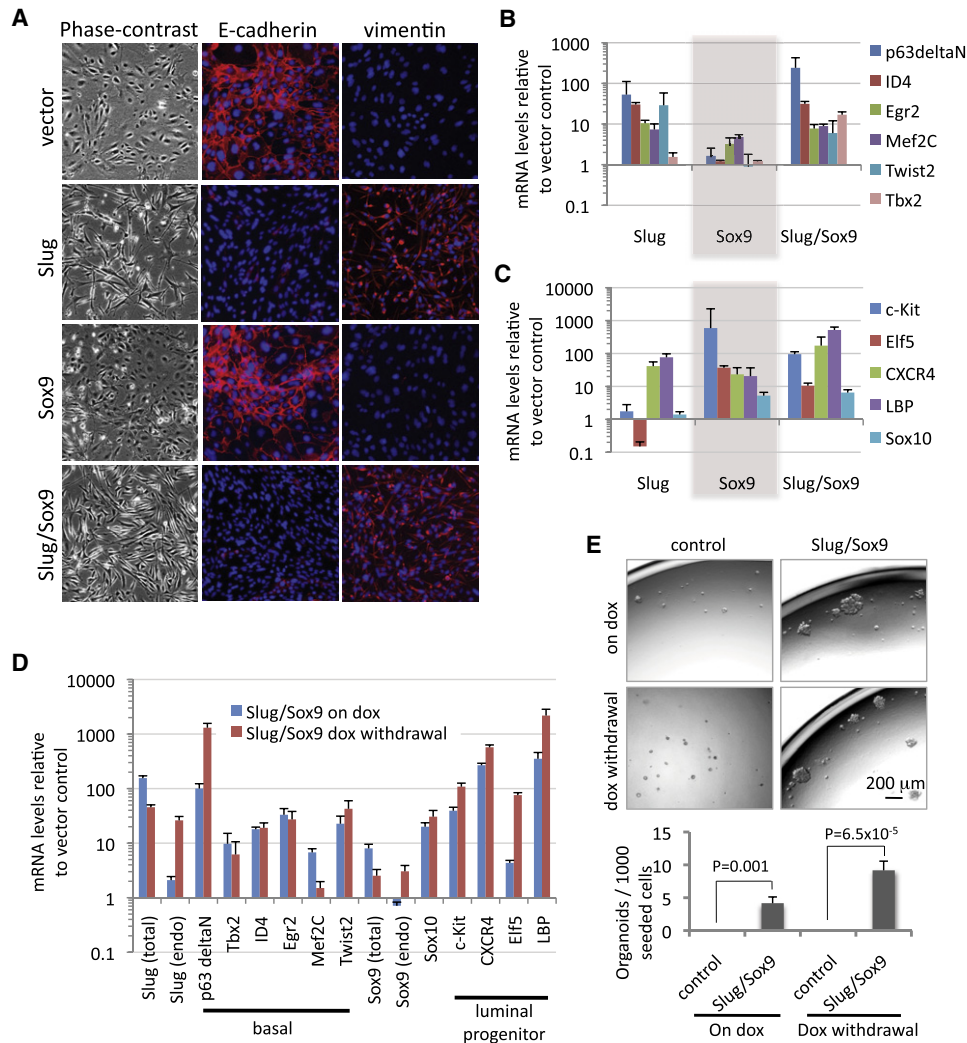 A
Phase-contrast E-cadherin vimentin
vector
Slug
Sox9
Slug/Sox9
B
mRNA levels relative
to vector control
1000
100
10
1
0.1
Slug Sox9 Slug/Sox9
p63deltaN
ID4
Egr2
Mef2C
Twist2
Tbx2
C
mRNA levels relative
to vector control
10000
1000
100
10
1
0.1
Slug Sox9 Slug/Sox9
c-Kit
Elf5
CXCR4
LBP
Sox10
D
mRNA levels relative
to vector control
10000
1000
100
10
1
0.1
Slug/Sox9 on dox
Slug/Sox9 dox withdrawal
Slug (total)
Slug (endo)
p63 deltaN
Tbx2
ID4
Egr2
Mef2C
Twist2
Sox9 (total)
Sox9 (endo)
Sox10
c-Kit
CXCR4
Elf5
LBP
basal
luminal
progenitor
E
control Slug/Sox9
on dox
dox withdrawal
200 µm
Organoids / 1000
seeded cells
15
10
5
0
P=0.001
P=6.5x10-5
control
Slug/Sox9
control
Slug/Sox9
On dox Dox withdrawal